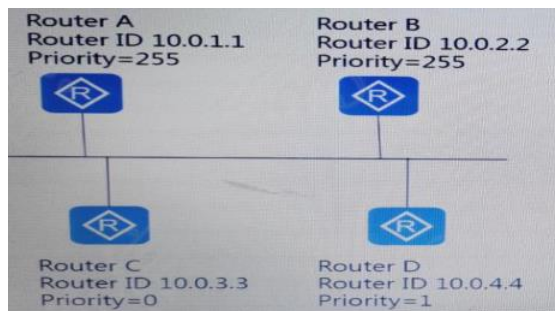 Router A
Router ID 10.0.1.1
Priority=255
Router B
Router ID 10.0.2.2
Priority=255
R
R
R
R
Router C
Router ID 10.0.3.3
Priority=0
Router D
Router ID 10.0.4.4
Priority=1